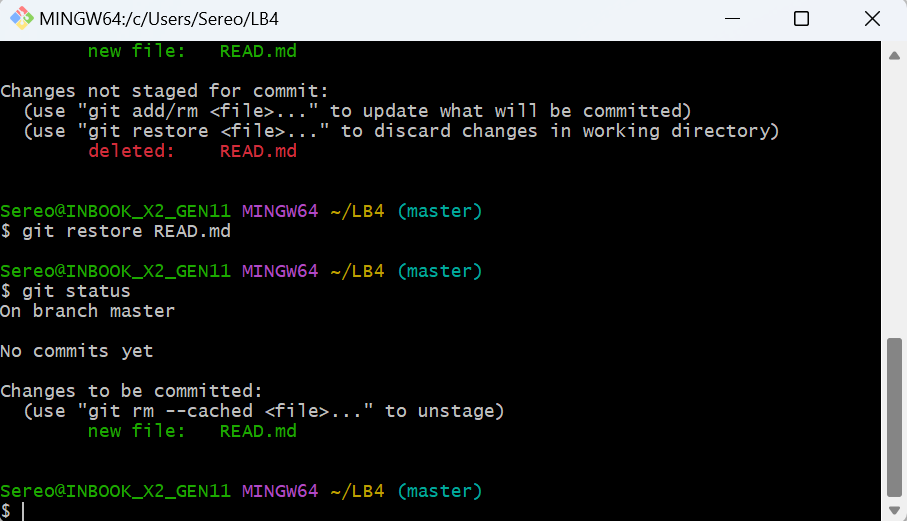 MINGW64:/c/Users/Sereo/LB4
new file:   READ.md
Changes not staged for commit:
  (use "git add/rm <file>..." to update what will be committed)
  (use "git restore <file>..." to discard changes in working directory)
        deleted:    READ.md
Sereo@INBOOK_X2_GEN11 MINGW64 ~/LB4 (master)
$ git restore READ.md
Sereo@INBOOK_X2_GEN11 MINGW64 ~/LB4 (master)
$ git status
On branch master
No commits yet
Changes to be committed:
  (use "git rm --cached <file>..." to unstage)
        new file:   READ.md
Sereo@INBOOK_X2_GEN11 MINGW64 ~/LB4 (master)
$